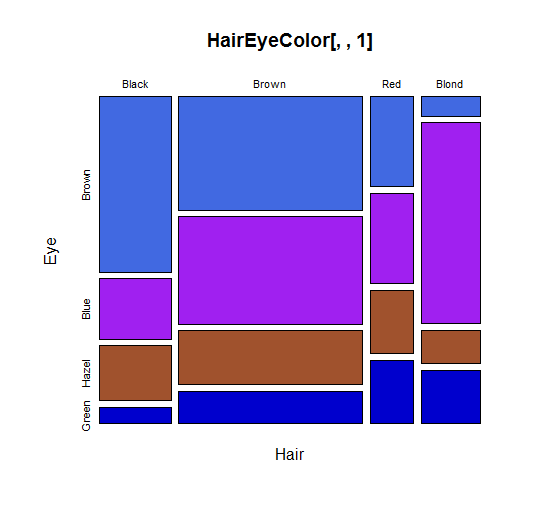 HairEyeColor[, , 1]
Black Brown Red Blond
Brown
Blue
Hazel
Green
Eye
Hair